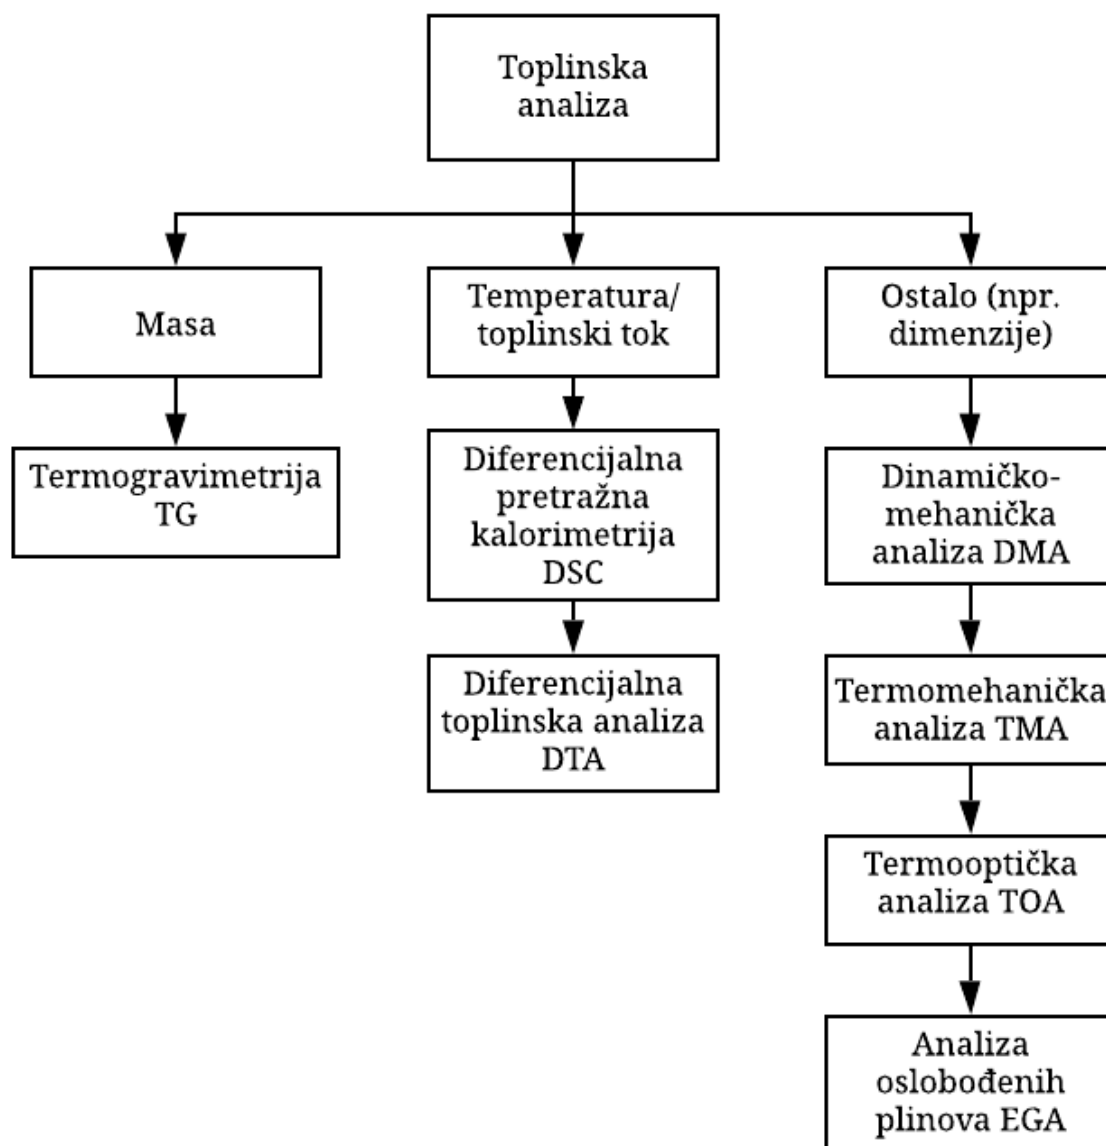 Toplinska
analiza
Masa
Termogravimetrija
TG
Temperatura/
toplinski tok
Diferencijalna
pretražna
kalorimetrija
DSC
Diferencijalna
toplinska analiza
DTA
Ostalo (npr.
dimenzije)
Dinamičko-
mehanička
analiza DMA
Termomehanička
analiza TMA
Termooptička
analiza TOA
Analiza
oslobođenih
plinova EGA